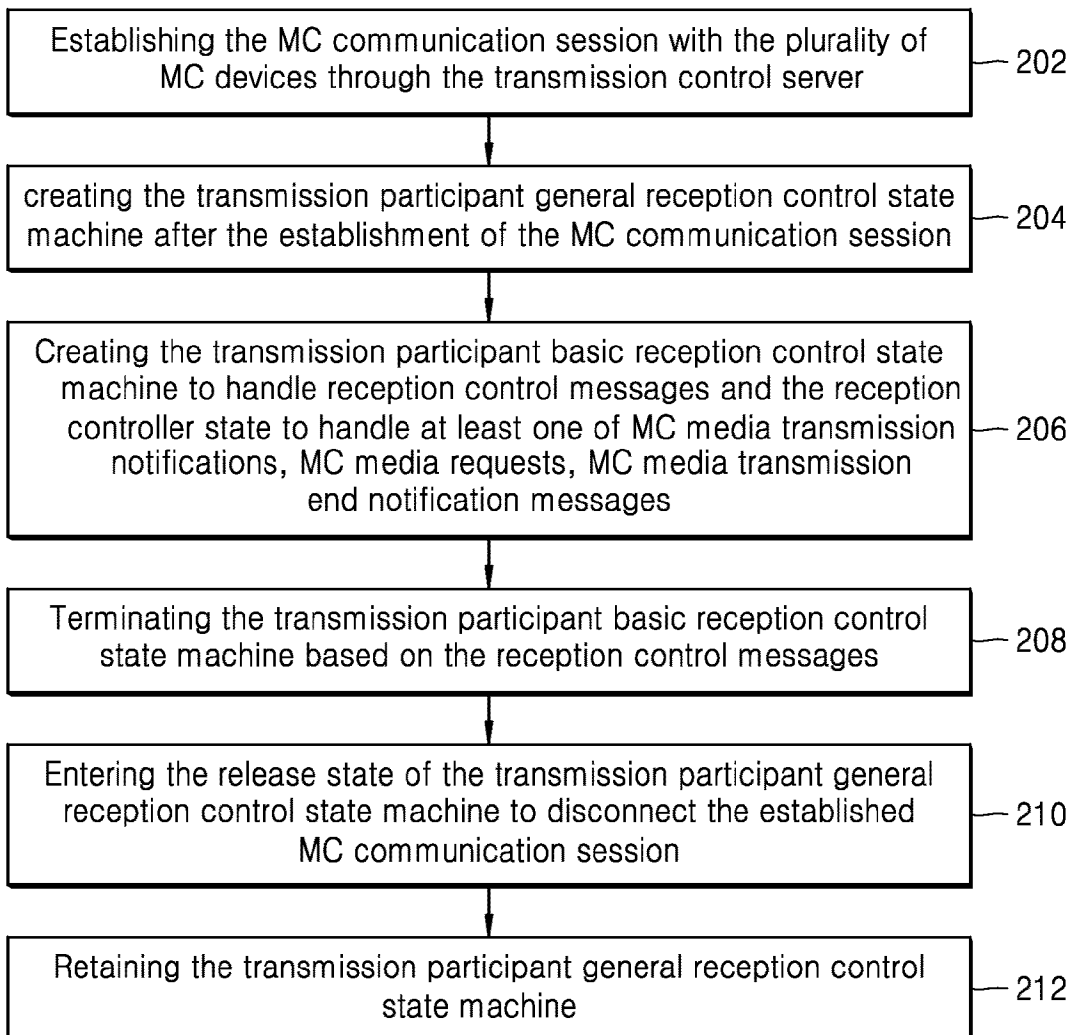 Establishing the MC communication session with the plurality of
MC devices through the transmission control server
202
creating the transmission participant general reception control state
machine after the establishment of the MC communication session
204
Creating the transmission participant basic reception control state
machine to handle reception control messages and the reception
controller state to handle at least one of MC media transmission
notifications, MC media requests, MC media transmission
end notification messages
206
Terminating the transmission participant basic reception control
state machine based on the reception control messages
208
Entering the release state of the transmission participant general
reception control state machine to disconnect the established
MC communication session
210
Retaining the transmission participant general reception control
state machine
212